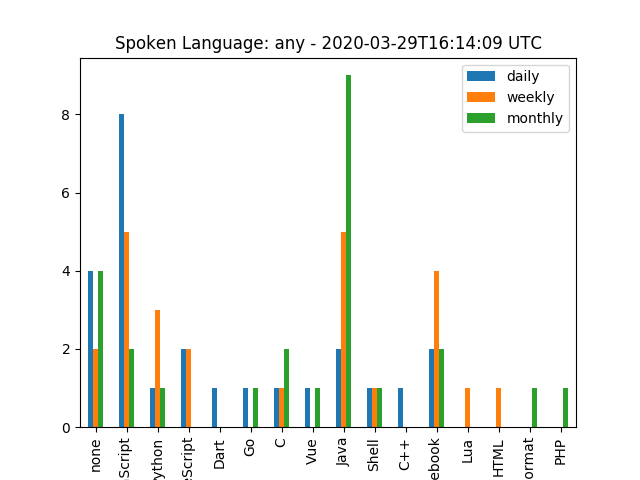 Spoken Language: any - 2020-03-29T16:14:09 UTC
daily
weekly
monthly
8
6
4
2
0
none
Script
ython
eScript
Dart
Go
C
Vue
Java
Shell
C++
ebook
Lua
HTML
ormat
PHP